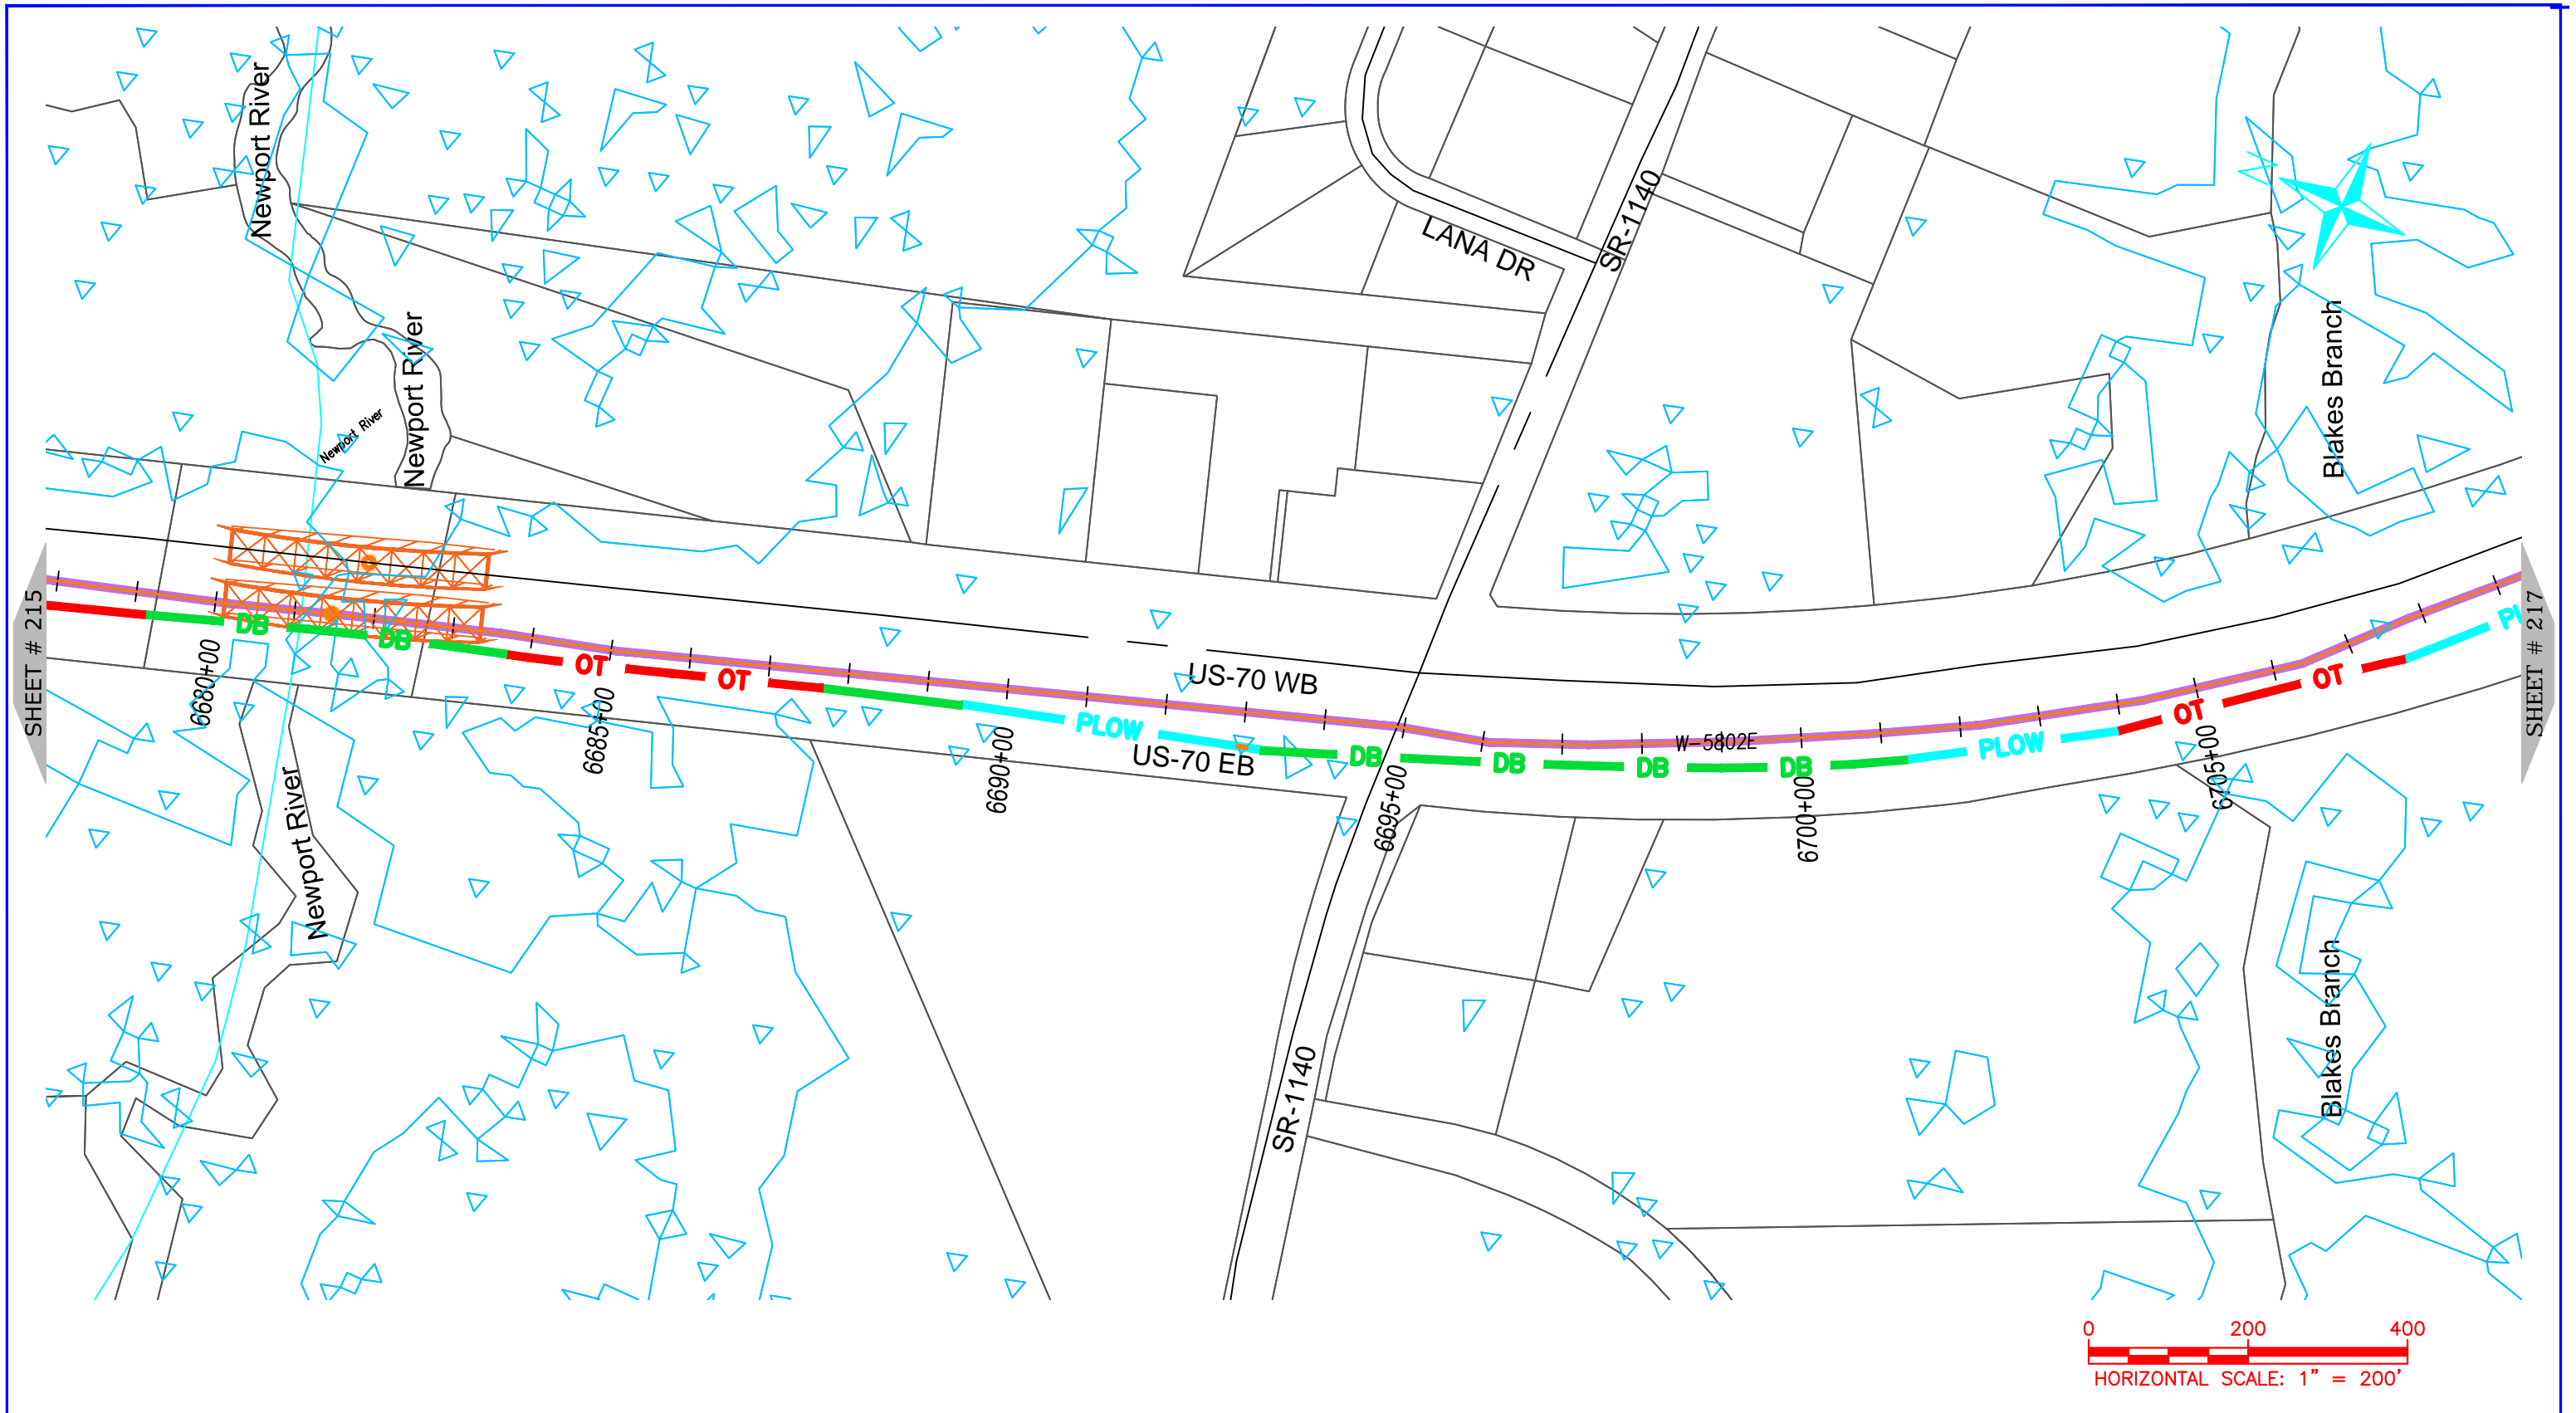 Newport River
Newport River
Newport River
LANA DR
SR-1140
Blakes Branch
SHEET # 215
SHEET # 217
DB
DB
OT
OT
PLOW
DB
DB
DB
DB
PLOW
OT
OT
PL
US-70 WB
US-70 EB
W-5802E
6680+00
6685+00
6690+00
6695+00
6700+00
6705+00
Newport River
SR-1140
Blakes Branch
0 200 400
HORIZONTAL SCALE: 1" = 200'